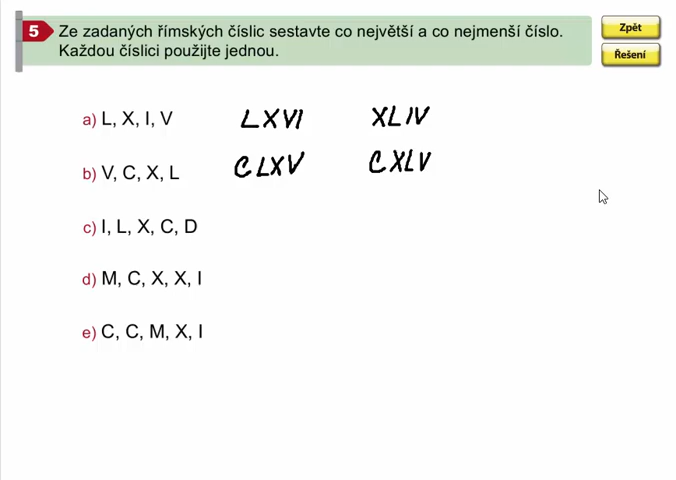 5 Ze zadaných římských číslic sestavte co největší a co nejmenší číslo.
Každou číslici použijte jednou.
Zpět
Řešení
a) L, X, I, V LXVI XLIV
b) V, C, X, L CLXV CXLV
c) I, L, X, C, D
d) M, C, X, X, I
e) C, C, M, X, I